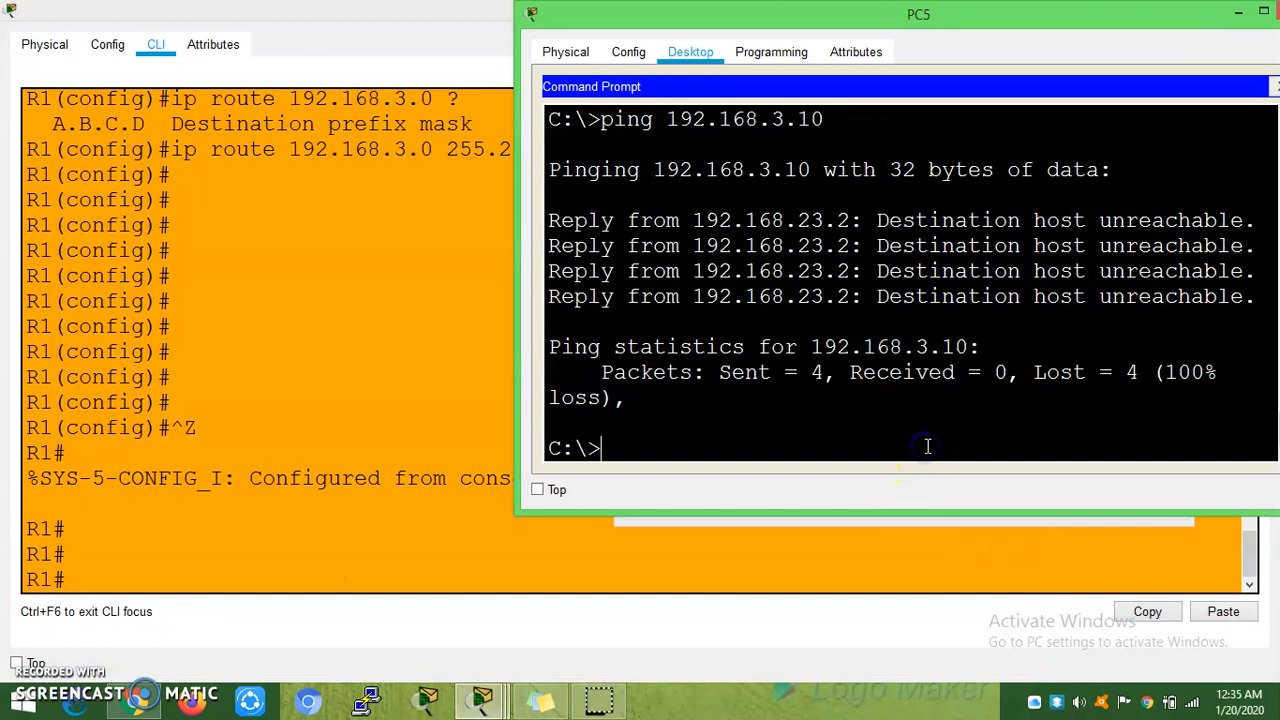 PC5
Physical Config CLI Attributes
Physical Config Desktop Programming Attributes
R1(config)#ip route 192.168.3.0 ?
A.B.C.D Destination prefix mask
R1(config)#ip route 192.168.3.0 255.2
R1(config)#
R1(config)#
R1(config)#
R1(config)#
R1(config)#
R1(config)#
R1(config)#
R1(config)#
R1(config)#
R1(config)#
R1(config)#^Z
R1#
%SYS-5-CONFIG_I: Configured from cons
R1#
R1#
R1#
Ctrl+F6 to exit CLI focus
Copy Paste
Top
Command Prompt
C:\>ping 192.168.3.10
Pinging 192.168.3.10 with 32 bytes of data:
Reply from 192.168.23.2: Destination host unreachable.
Reply from 192.168.23.2: Destination host unreachable.
Reply from 192.168.23.2: Destination host unreachable.
Reply from 192.168.23.2: Destination host unreachable.
Ping statistics for 192.168.3.10:
Packets: Sent = 4, Received = 0, Lost = 4 (100%
loss),
C:\>
Top
Activate Windows
Go to PC settings to activate Windows.
RECORDED WITH
SCREENCAST MATIC
Logo Maker
12:35 AM
1/20/2020